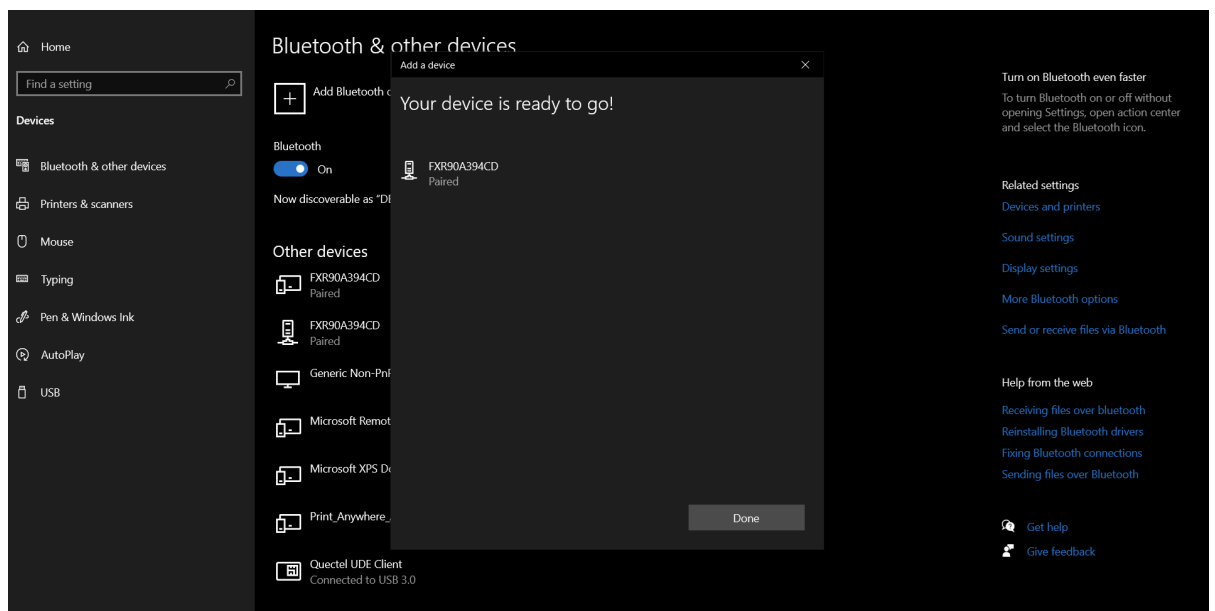 Home
Find a setting
Devices
Bluetooth & other devices
Printers & scanners
Mouse
Typing
Pen & Windows Ink
AutoPlay
USB
Bluetooth & other devices
Add Bluetooth
Bluetooth
On
Now discoverable as
Other devices
FXR90A394CD
Paired
FXR90A394CD
Paired
Generic
Microsoft
Microsoft XPS
Print_Anywhere_
Quectel UDE Client
Connected to USB 3.0
Add a device
Your device is ready to go!
FXR90A394CD
Paired
Done
Turn on Bluetooth even faster
To turn Bluetooth on or off without
opening Settings, open action center
and select the Bluetooth icon.
Related settings
Devices and printers
Sound settings
Display settings
More Bluetooth options
Send or receive files via Bluetooth
Help from the web
Receiving files over bluetooth
Reinstalling Bluetooth drivers
Fixing Bluetooth connections
Sending files over Bluetooth
Get help
Give feedback